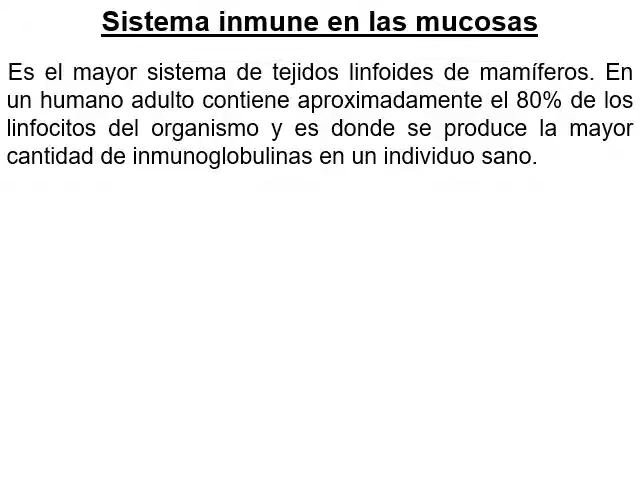 Sistema inmune en las mucosas
Es el mayor sistema de tejidos linfoides de mamíferos. En
un humano adulto contiene aproximadamente el 80% de los
linfocitos del organismo y es donde se produce la mayor
cantidad de inmunoglobulinas en un individuo sano.